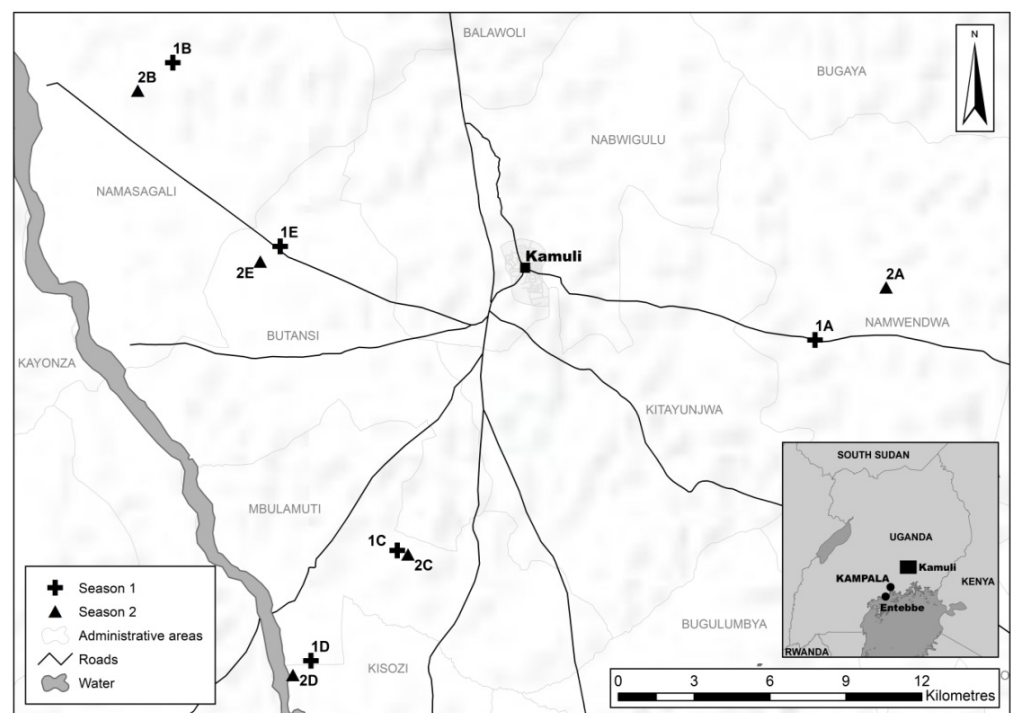 BALAWOLI
N
1B
2B
BUGAYA
NABWIGULU
NAMASAGALI
1E
2E
Kamuli
2A
1A
NAMWENDWA
BUTANSI
KAYONZA
KITAYUNJWA
MBULAMUTI
1C
2C
BUGULUMBYA
1D
2D
KISOZI
Season 1
Season 2
Administrative areas
Roads
Water
SOUTH SUDAN
UGANDA
Kamuli
KAMPALA
KENYA
Entebbe
RWANDA
0 3 6 9 12
Kilometres